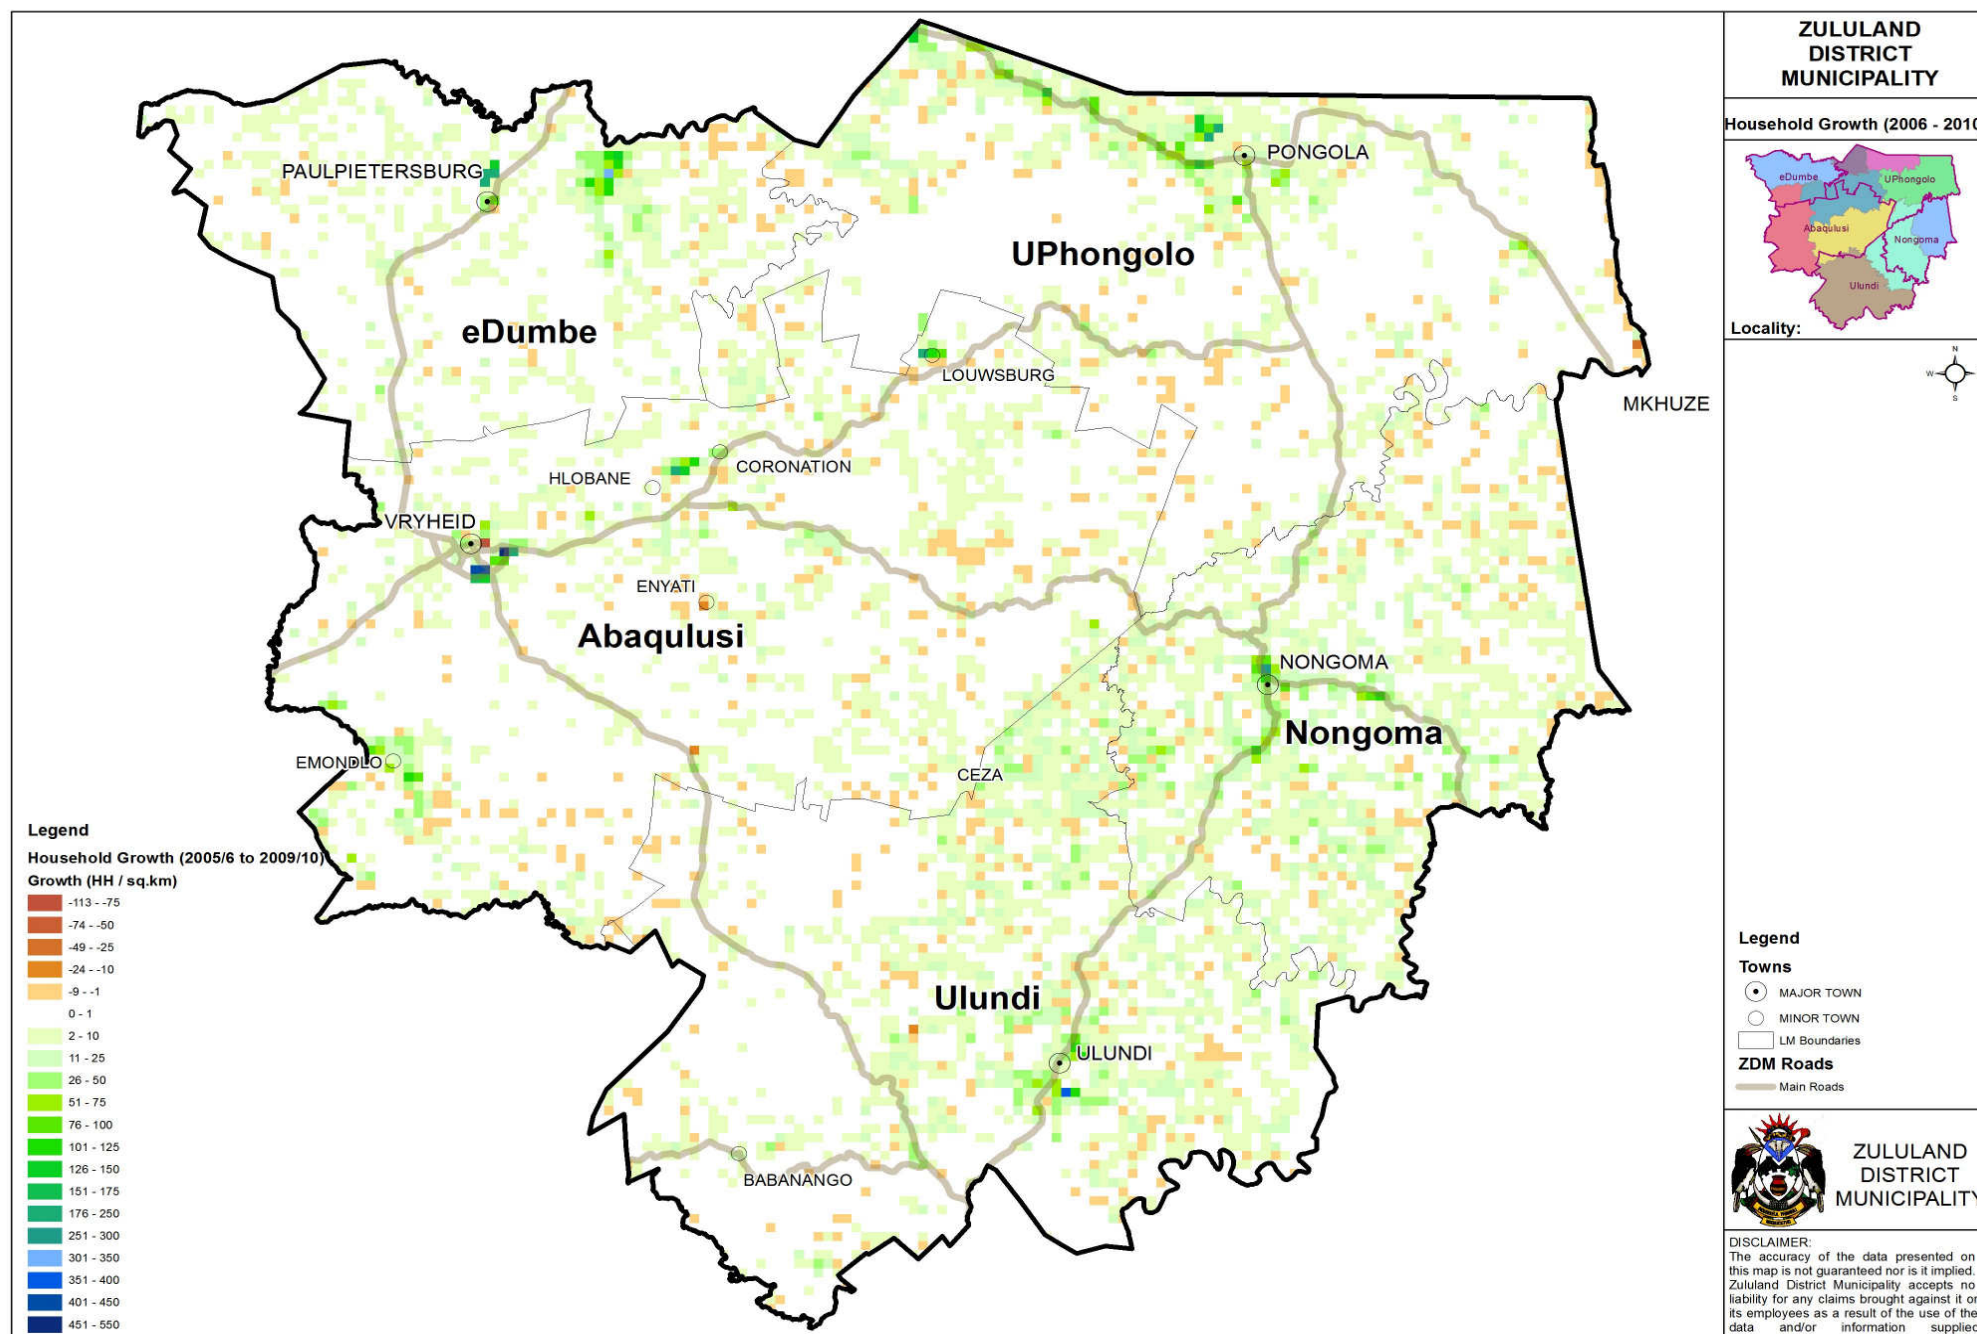 ZULULAND
DISTRICT
MUNICIPALITY
Household Growth (2006 - 2010
eDumbe
UPhongolo
Abaqulusi
Nongoma
Ulundi
Locality:
N
W
S
PAULPIETERSBURG
PONGOLA
UPhongolo
eDumbe
LOUWSBURG
MKHUZE
CORONATION
HLOBANE
VRYHEID
ENYATI
Abaqulusi
NONGOMA
Nongoma
EMONDLO
CEZA
Ulundi
ULUNDI
BABANANGO
Legend
Household Growth (2005/6 to 2009/10)
Growth (HH / sq.km)
-113 - -75
-74 - -50
-49 - -25
-24 - -10
-9 - -1
0 - 1
2 - 10
11 - 25
26 - 50
51 - 75
76 - 100
101 - 125
126 - 150
151 - 175
176 - 250
251 - 300
301 - 350
351 - 400
401 - 450
451 - 550
Legend
Towns
MAJOR TOWN
MINOR TOWN
LM Boundaries
ZDM Roads
Main Roads
ZULULAND
DISTRICT
MUNICIPALITY
DISCLAIMER:
The accuracy of the data presented on
this map is not guaranteed nor is it implied.
Zululand District Municipality accepts no
liability for any claims brought against it or
its employees as a result of the use of the
data and/or information supplied